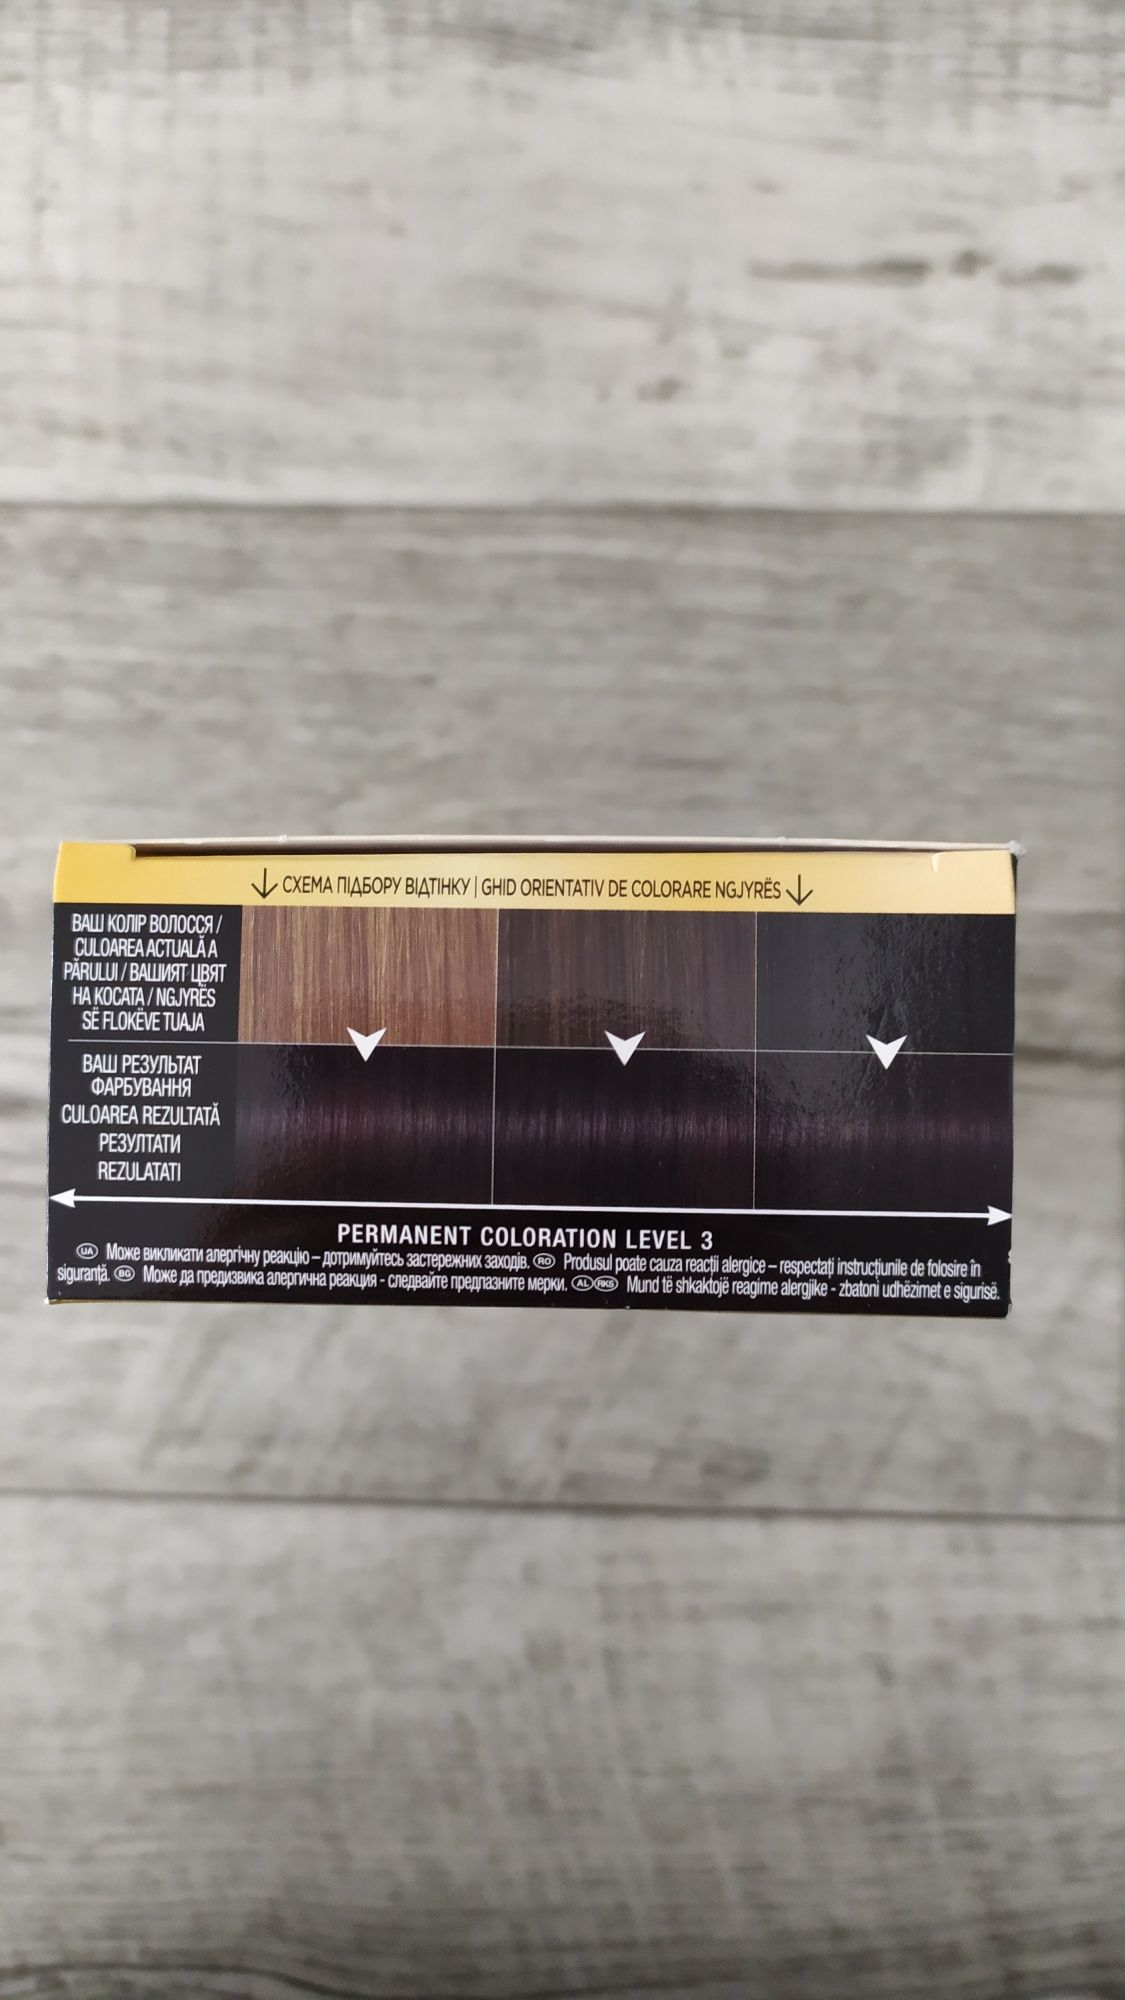 СХЕМА ПІДБОРУ ВІДТІНКУ | GHID ORIENTATIV DE COLORARE NGJYRËS
ВАШ КОЛІР ВОЛОССЯ /
CULOAREA ACTUALĂ A
PĂRULUI / ВАШИЯТ ЦВЯТ
НА КОСАТА / NGJYRËS
SË FLOKËVE TUAJA
ВАШ РЕЗУЛЬТАТ
ФАРБУВАННЯ
CULOAREA REZULTATĂ
РЕЗУЛТАТИ
REZULATATI
PERMANENT COLORATION LEVEL 3
UA Може викликати алергічну реакцію – дотримуйтесь застережних заходів. RO Produsul poate cauza reacții alergice – respectați instrucțiunile de folosire în
siguranță. BG Може да предизвика алергична реакция - следвайте предпазните мерки. AL RKS Mund të shkaktojë reagime alergjike - zbatoni udhëzimet e sigurisë.